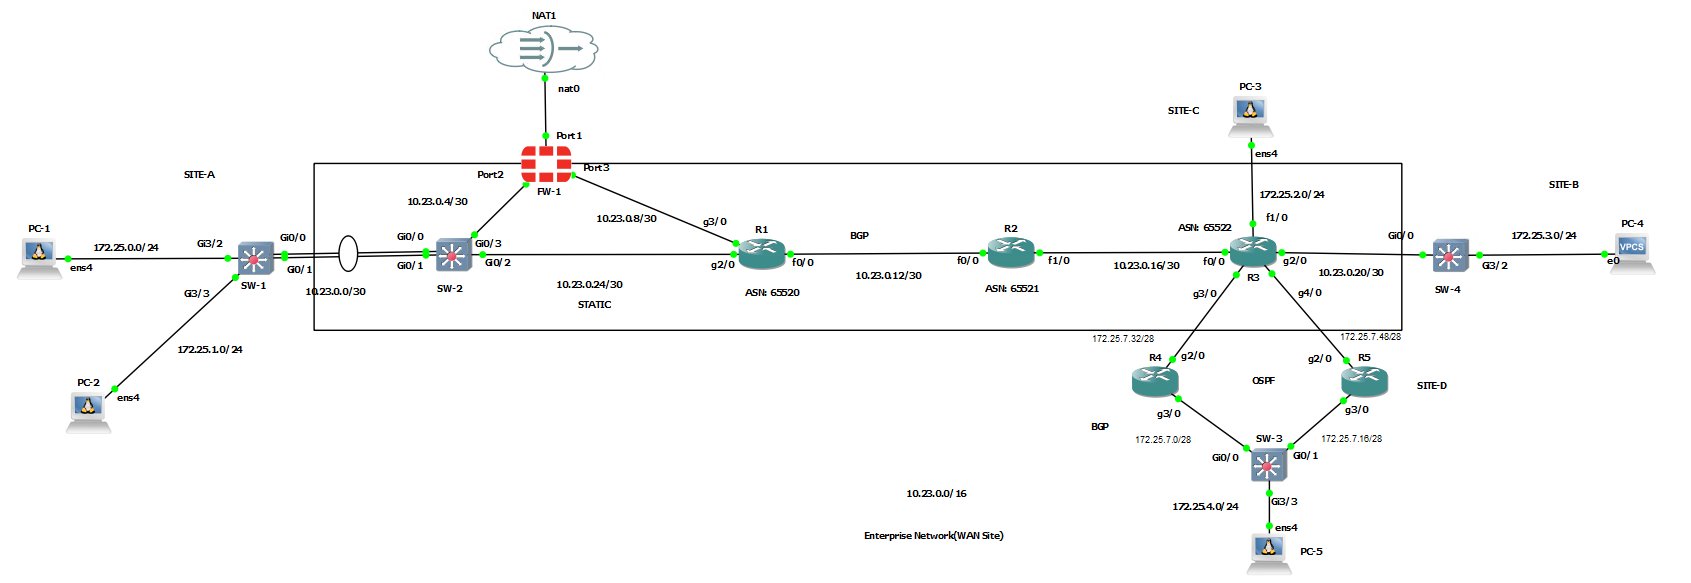 NAT1
nat0
Port1
Port2
Port3
FW-1
SITE-A
10.23.0.4/30
10.23.0.8/30
PC-1
172.25.0.0/24
ens4
Gi3/2
Gi0/0
Gi0/1
SW-1
Gi3/3
10.23.0.0/30
Gi0/0
Gi0/1
Gi0/3
Gi0/2
SW-2
172.25.1.0/24
PC-2
ens4
10.23.0.24/30
STATIC
g3/0
R1
g2/0
f0/0
ASN: 65520
BGP
10.23.0.12/30
R2
f0/0
f1/0
ASN: 65521
10.23.0.16/30
PC-3
SITE-C
ens4
172.25.2.0/24
f1/0
ASN: 65522
f0/0
g2/0
R3
g3/0
g4/0
10.23.0.20/30
Gi0/0
SITE-B
PC-4
172.25.3.0/24
VPCS
e0
Gi3/2
SW-4
172.25.7.32/28
172.25.7.48/28
R4
g2/0
g2/0
R5
OSPF
SITE-D
g3/0
g3/0
BGP
172.25.7.0/28
172.25.7.16/28
SW-3
Gi0/0
Gi0/1
172.25.4.0/24
Gi3/3
ens4
PC-5
10.23.0.0/16
Enterprise Network(WAN Site)